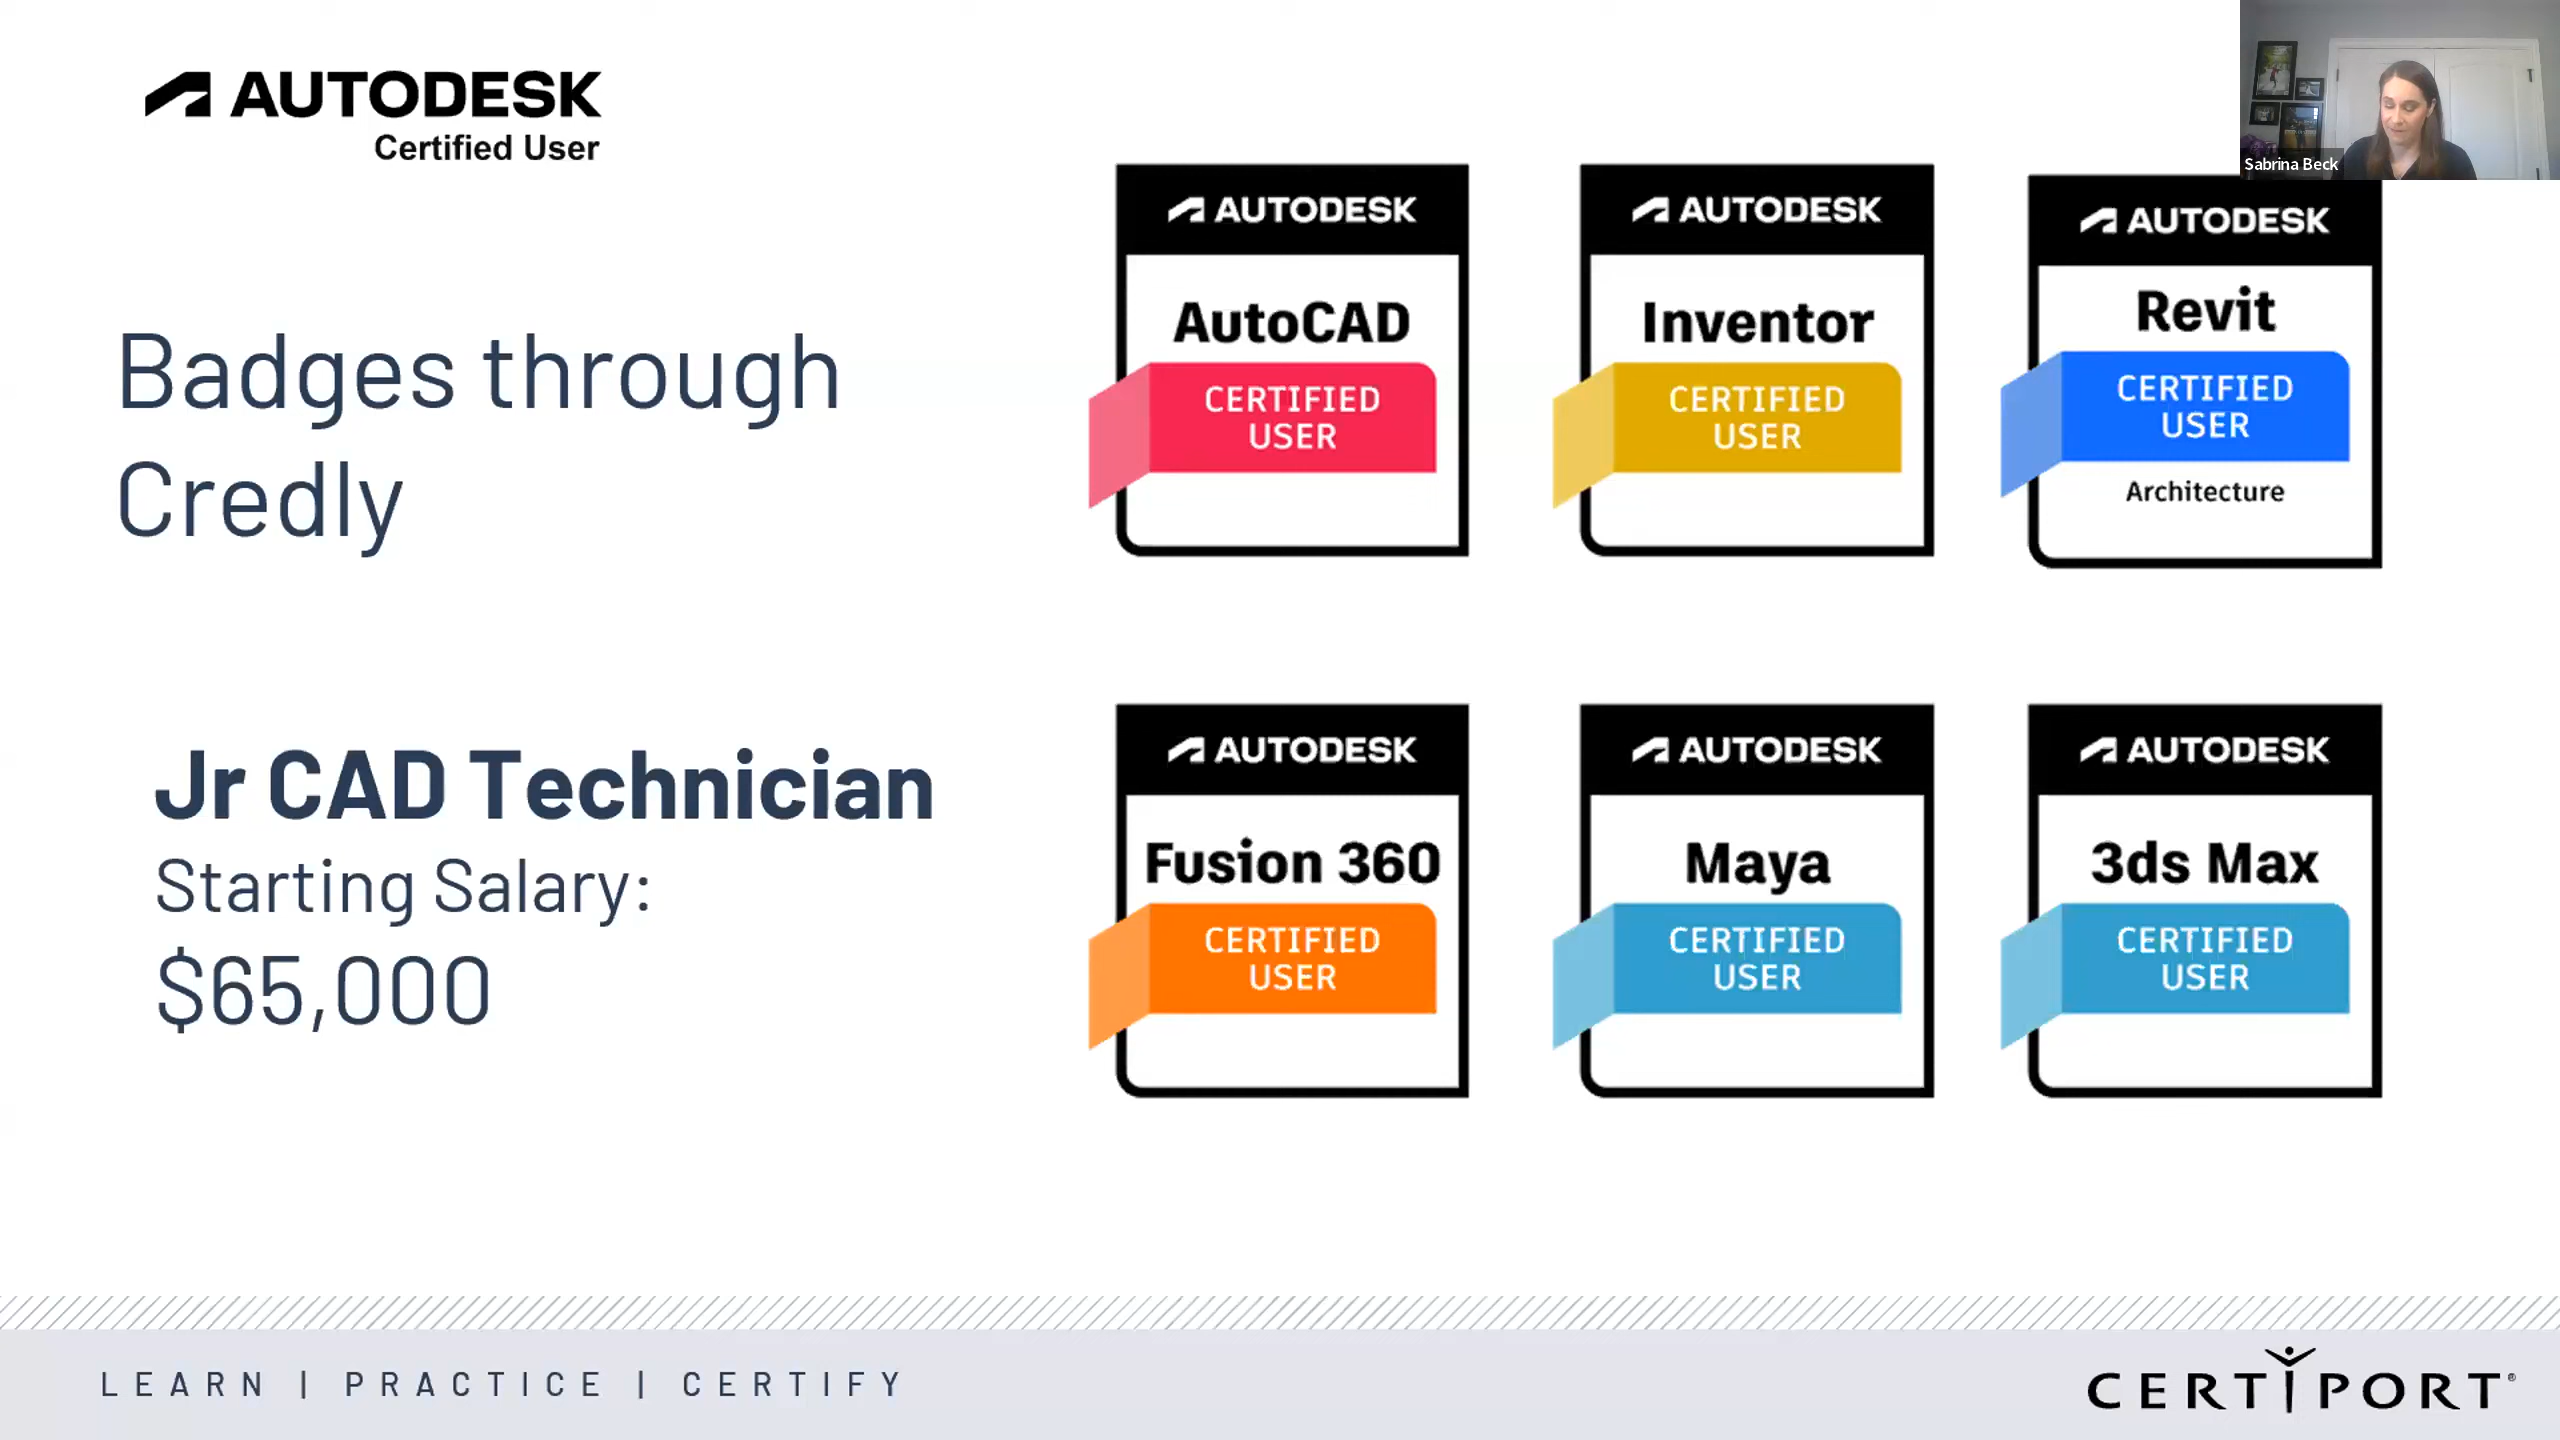 AUTODESK
Certified User
Sabrina Beck
Badges through
Credly
AUTODESK
AutoCAD
CERTIFIED
USER
AUTODESK
Inventor
CERTIFIED
USER
AUTODESK
Revit
CERTIFIED
USER
Architecture
Jr CAD Technician
Starting Salary:
$65,000
AUTODESK
Fusion 360
CERTIFIED
USER
AUTODESK
Maya
CERTIFIED
USER
AUTODESK
3ds Max
CERTIFIED
USER
LEARN | PRACTICE | CERTIFY
CERTIPORT®